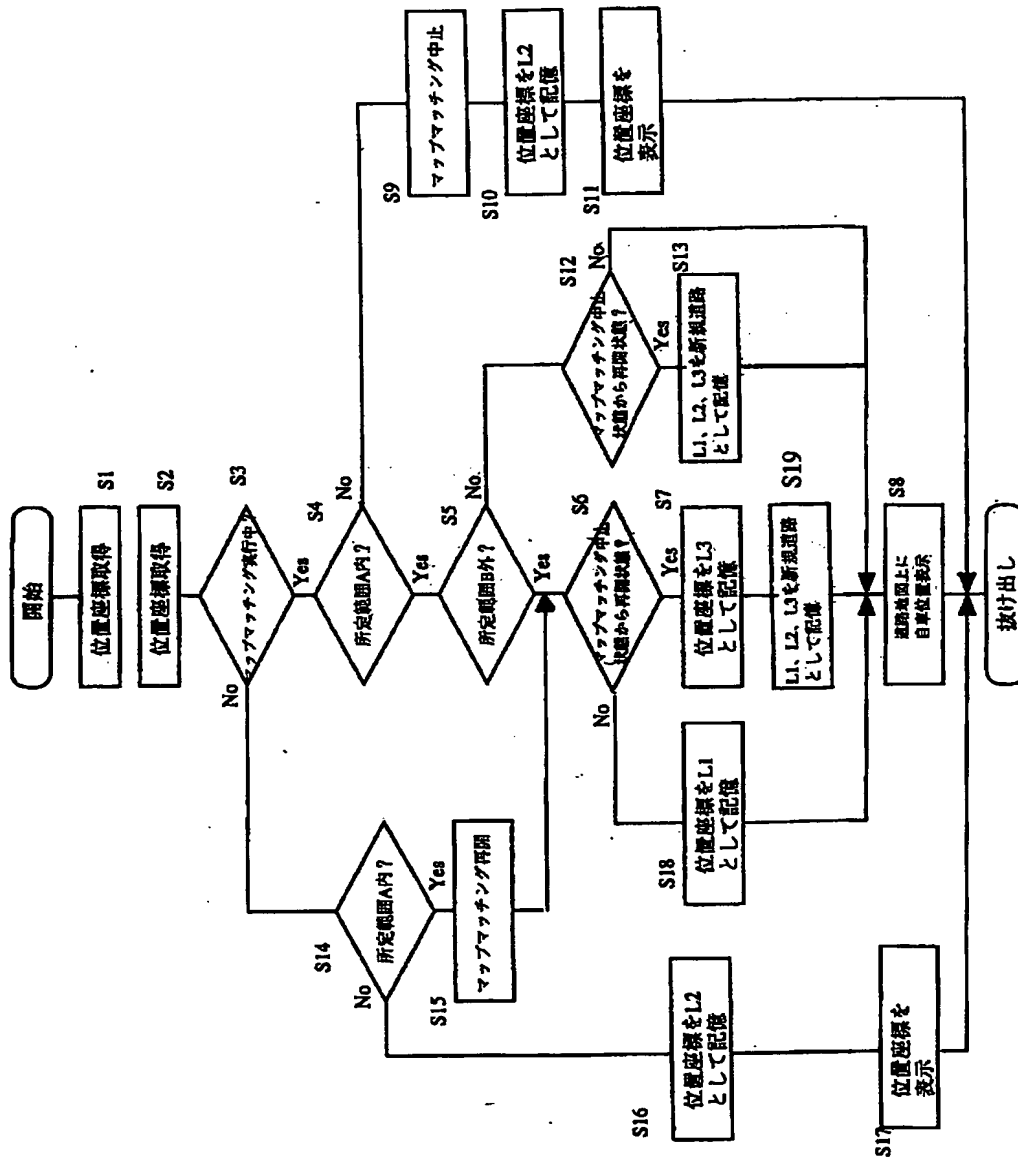 開始
S1
位置座標取得
S2
位置座標取得
S3
マップマッチング実行中？
No
Yes
S4
所定範囲A内？
No
Yes
S5
所定範囲B外？
No
Yes
S6
マップマッチング中止
状態から再開状態？
No
Yes
S7
位置座標をL3
として記憶
S19
L1、L2、L3を新規道路
として記憶
S8
道路地図上に
自車位置表示
抜け出し
S9
マップマッチング中止
S10
位置座標をL2
として記憶
S11
位置座標を
表示
S12
マップマッチング中止
状態から再開状態？
No
Yes
S13
L1、L2、L3を新規道路
として記憶
S14
所定範囲A内？
No
Yes
S15
マップマッチング再開
S16
位置座標をL2
として記憶
S17
位置座標を
表示
S18
位置座標をL1
として記憶